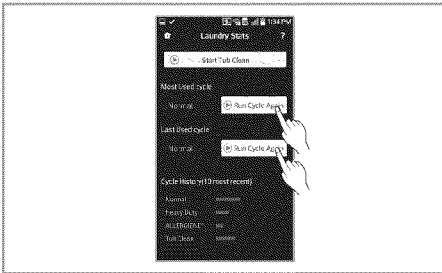 1:34 PM
Laundry Stats ?
Start Tub Clean
Most Used cycle
Normal Run Cycle Again
Last Used cycle
Normal Run Cycle Again
Cycle History(10 most recent)
Normal
Heavy Duty
ALLERGIENE™
Tub Clean